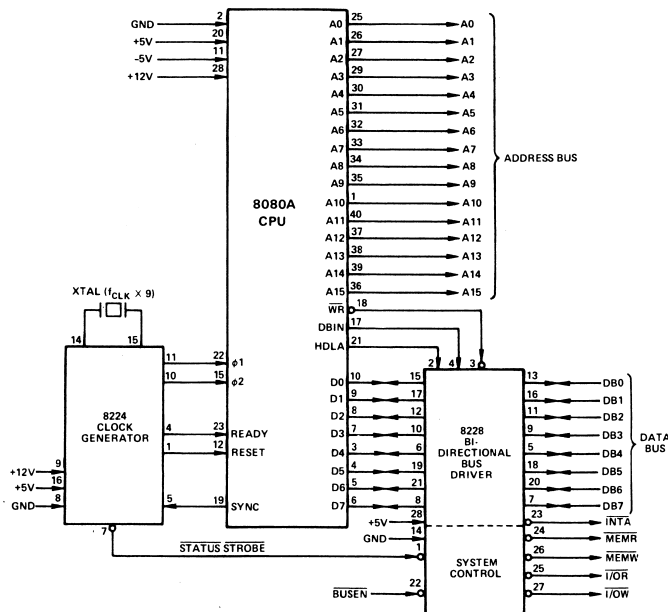 GND 2 A0 25 A0
+5V 20 A1 26 A1
-5V 11 A2 27 A2
+12V 28 A3 29 A3
A4 30 A4
A5 31 A5
A6 32 A6
A7 33 A7
A8 34 A8
ADDRESS BUS
8080A
CPU
A9 35 A9
A10 1 A10
A11 40 A11
A12 37 A12
A13 38 A13
A14 39 A14
A15 36 A15
XTAL (fCLK X 9)
14 15
WR 18
DBIN 17
HDLA 21
2 4 3
8224
CLOCK
GENERATOR
11 22 φ1
10 15 φ2
4 23 READY
1 12 RESET
5 19 SYNC
9 +12V
16 +5V
8 GND
7
STATUS STROBE
D0 10 15 13 DB0
D1 9 17 16 DB1
D2 8 12 11 DB2
D3 7 10 9 DB3
D4 3 6 5 DB4
D5 4 19 18 DB5
D6 5 21 20 DB6
D7 6 8 7 DB7
8228
BI-
DIRECTIONAL
BUS
DRIVER
DATA
BUS
+5V 28
GND 14
1
BUSEN 22
SYSTEM
CONTROL
23 INTA
24 MEMR
26 MEMW
25 I/OR
27 I/OW